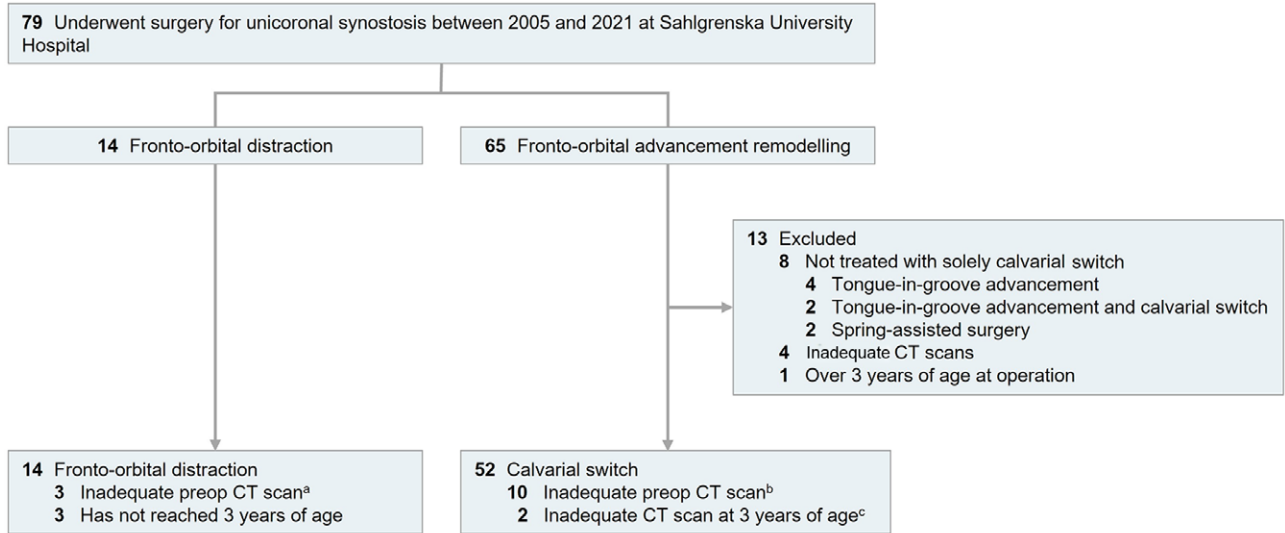 79 Underwent surgery for unicoronal synostosis between 2005 and 2021 at Sahlgrenska University
Hospital
14 Fronto-orbital distraction
65 Fronto-orbital advancement remodelling
13 Excluded
8 Not treated with solely calvarial switch
4 Tongue-in-groove advancement
2 Tongue-in-groove advancement and calvarial switch
2 Spring-assisted surgery
4 Inadequate CT scans
1 Over 3 years of age at operation
14 Fronto-orbital distraction
3 Inadequate preop CT scanᵃ
3 Has not reached 3 years of age
52 Calvarial switch
10 Inadequate preop CT scanᵇ
2 Inadequate CT scan at 3 years of ageᶜ